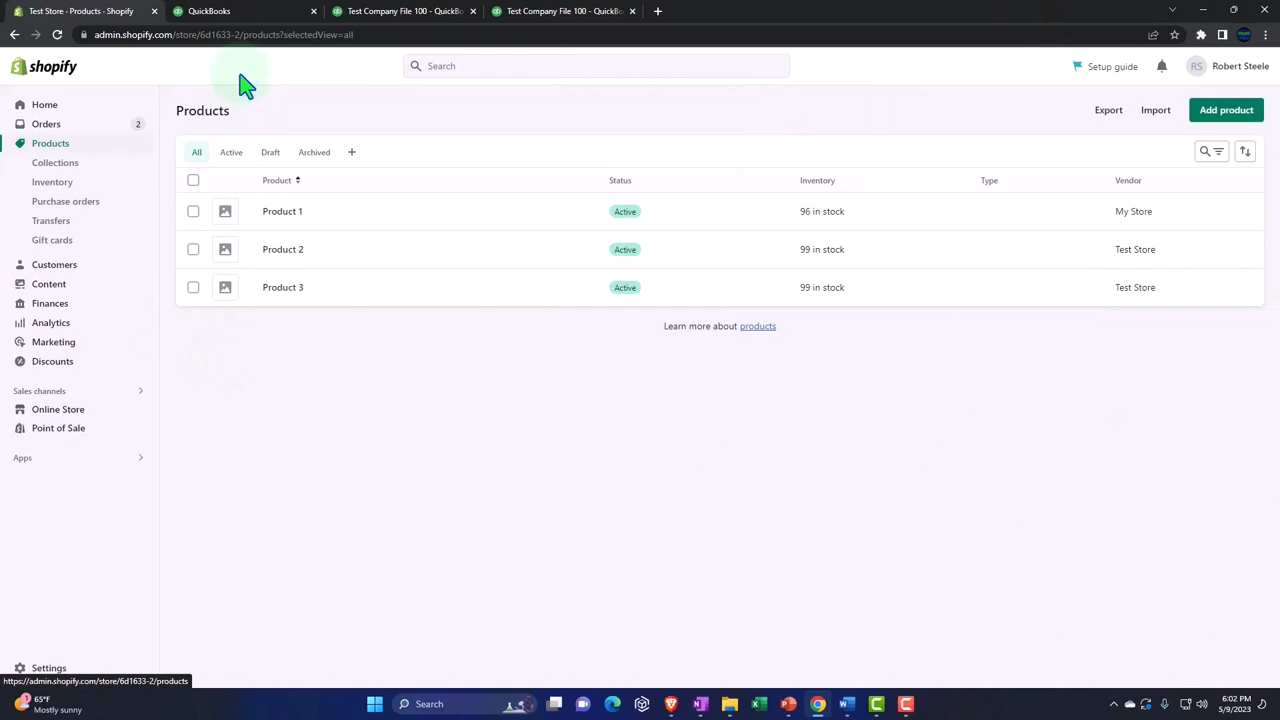 Test Store · Products · Shopify
QuickBooks
Test Company File 100 - QuickBo
Test Company File 100 - QuickBo
admin.shopify.com/store/6d1633-2/products?selectedView=all
shopify
Search
Setup guide
RS
Robert Steele
Home
Orders
2
Products
Collections
Inventory
Purchase orders
Transfers
Gift cards
Customers
Content
Finances
Analytics
Marketing
Discounts
Sales channels
Online Store
Point of Sale
Apps
Settings
Products
Export
Import
Add product
All
Active
Draft
Archived
Product
Status
Inventory
Type
Vendor
Product 1
Active
96 in stock
My Store
Product 2
Active
99 in stock
Test Store
Product 3
Active
99 in stock
Test Store
Learn more about products
https://admin.shopify.com/store/6d1633-2/products
65°F
Mostly sunny
Search
6:02 PM
5/9/2023